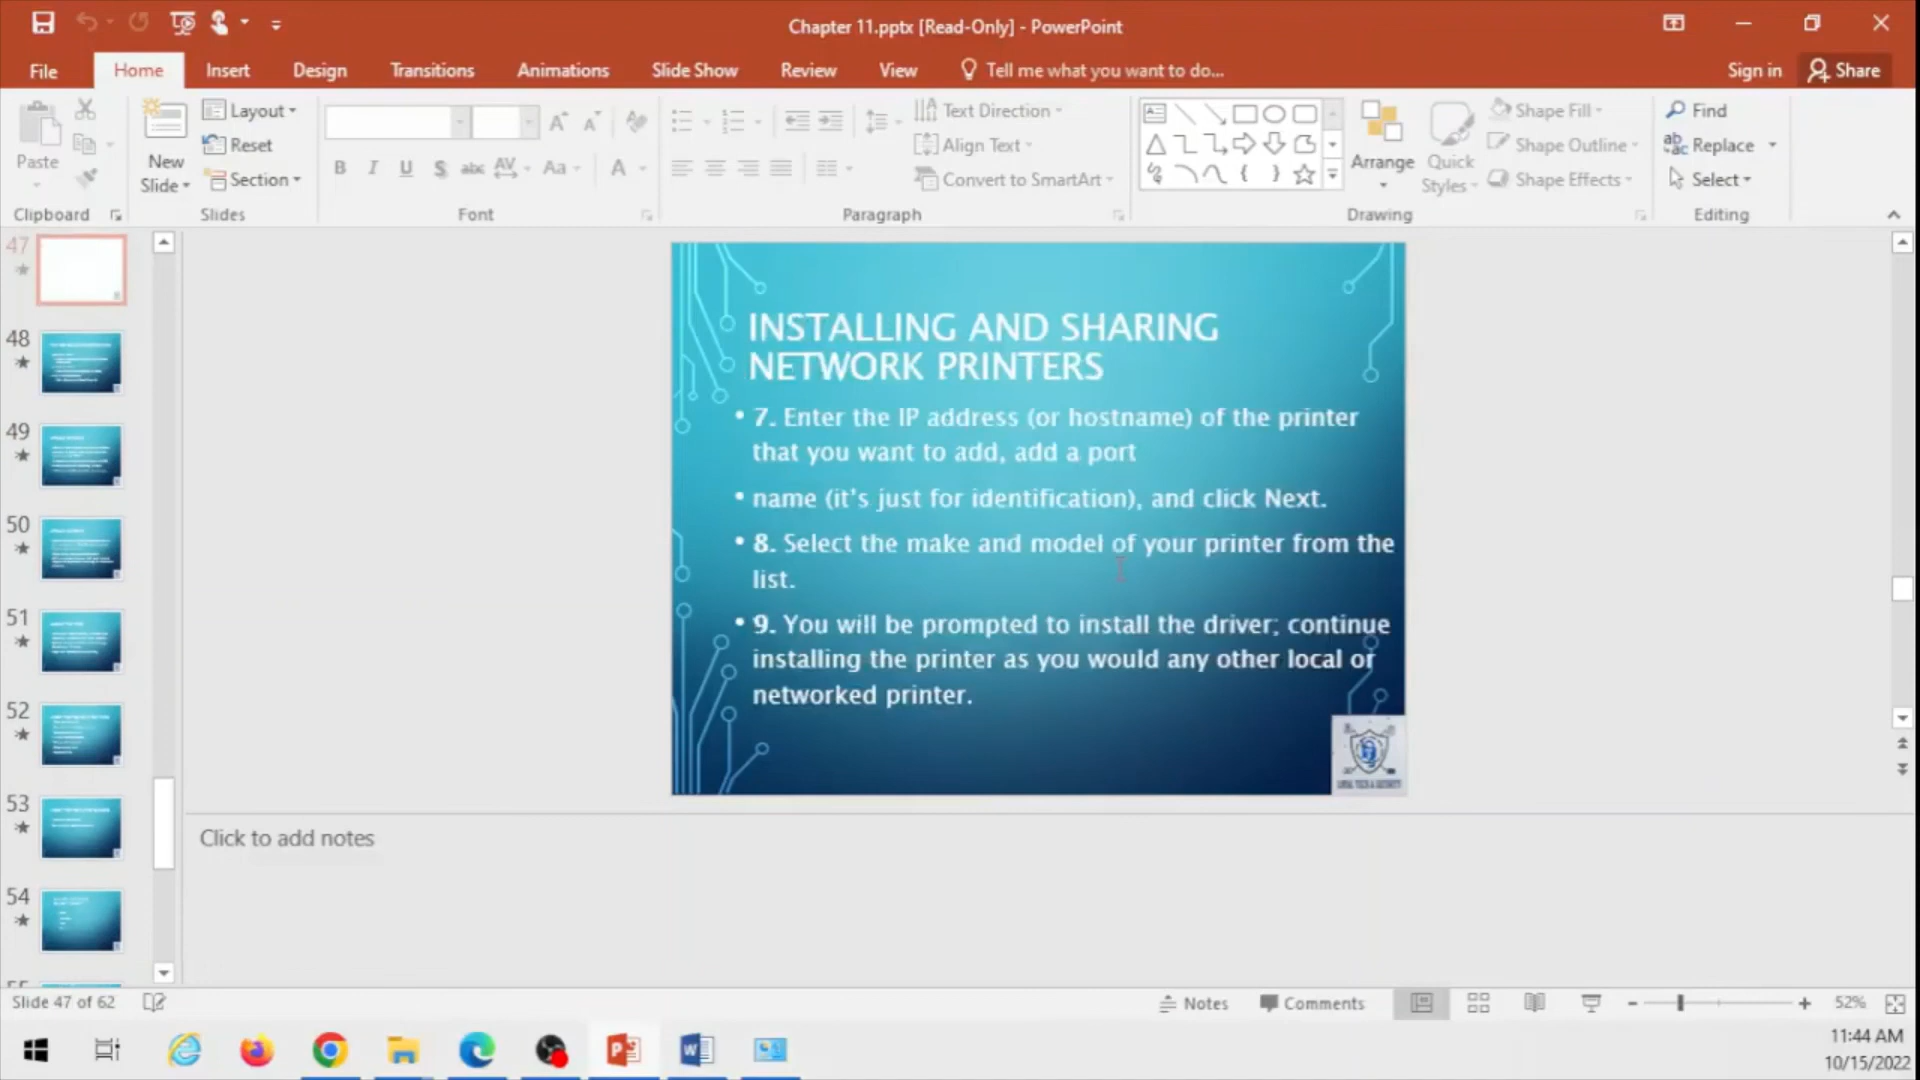 Chapter 11.pptx [Read-Only] - PowerPoint
File Home Insert Design Transitions Animations Slide Show Review View Tell me what you want to do... Sign in Share
Paste
Clipboard
New Slide
Layout
Reset
Section
Slides
B I U S abc AV Aa A
Font
Text Direction
Align Text
Convert to SmartArt
Paragraph
Arrange
Quick Styles
Shape Fill
Shape Outline
Shape Effects
Drawing
Find
Replace
Select
Editing
47
48
49
50
51
52
53
54
INSTALLING AND SHARING
NETWORK PRINTERS
• 7. Enter the IP address (or hostname) of the printer
that you want to add, add a port
• name (it's just for identification), and click Next.
• 8. Select the make and model of your printer from the
list.
• 9. You will be prompted to install the driver; continue
installing the printer as you would any other local or
networked printer.
Click to add notes
Slide 47 of 62
Notes Comments 52%
11:44 AM
10/15/2022